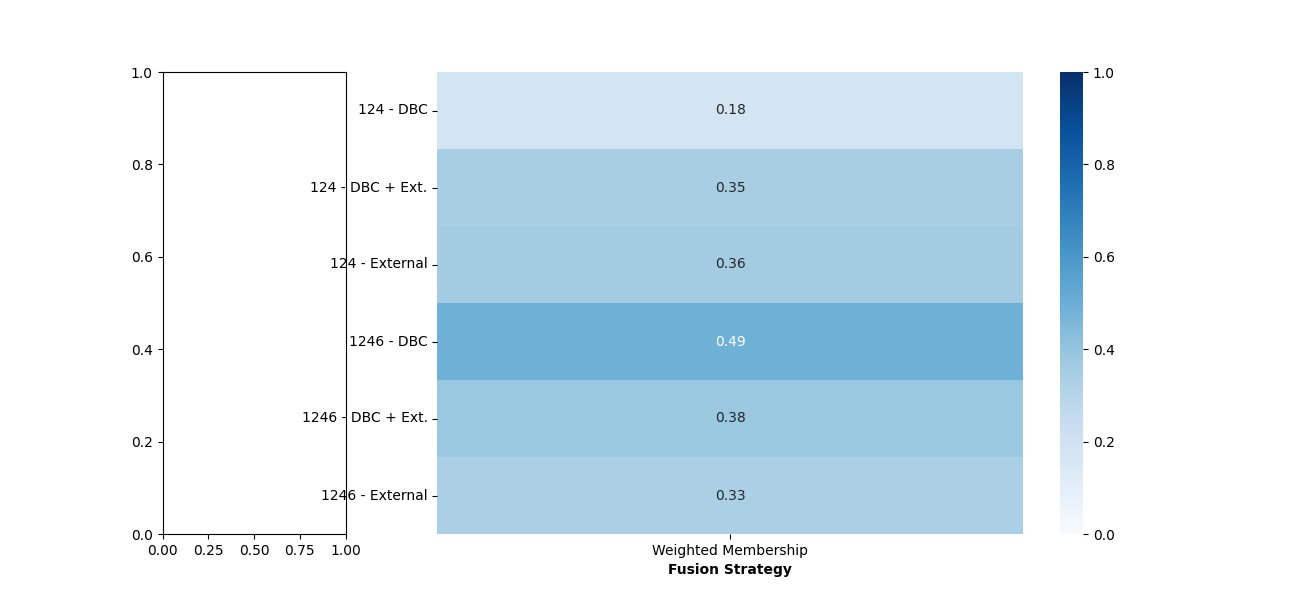 1.0
0.8
0.6
0.4
0.2
0.0
0.00 0.25 0.50 0.75 1.00
124 - DBC
124 - DBC + Ext.
124 - External
1246 - DBC
1246 - DBC + Ext.
1246 - External
0.18
0.35
0.36
0.49
0.38
0.33
Weighted Membership
Fusion Strategy
1.0
0.8
0.6
0.4
0.2
0.0